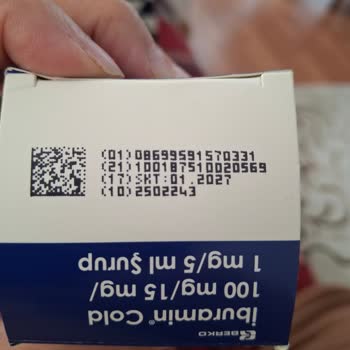 (01)08699591570331
(21)100187510020569
(17)SKT:01.2027
(10)2502243
BERKO
İburamin® Cold
100 mg/15 mg/
1 mg/5 ml Şurup